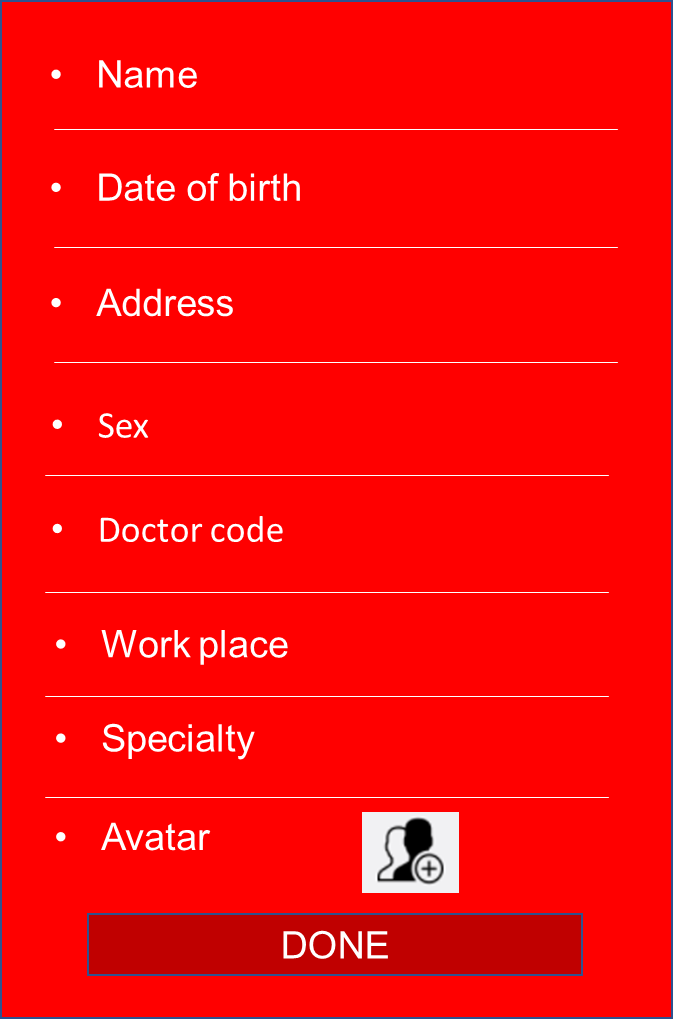 • Name
• Date of birth
• Address
• Sex
• Doctor code
• Work place
• Specialty
• Avatar
DONE